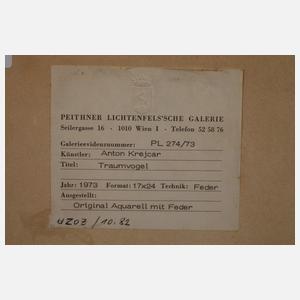 PEITHNER LICHTENFELS'SCHE GALERIE
Seilergasse 16 - 1010 Wien I - Telefon 52 58 76
Galerieevidenznummer: PL 274/73
Künstler: Anton Krejcar
Titel: Traumvogel
Jahr: 1973 Format: 17x24 Technik: Feder
Ausgestellt:
Original Aquarell mit Feder
/10.82